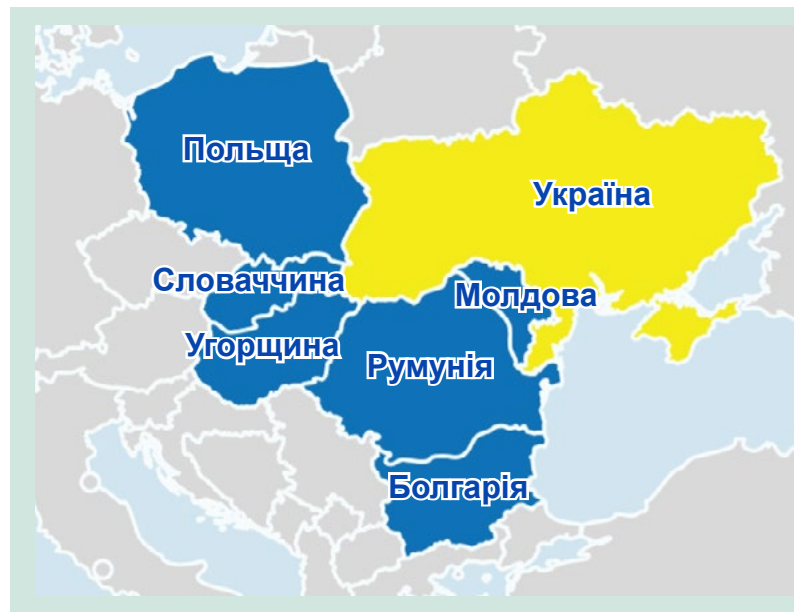 Польща
Україна
Словаччина
Молдова
Угорщина
Румунія
Болгарія